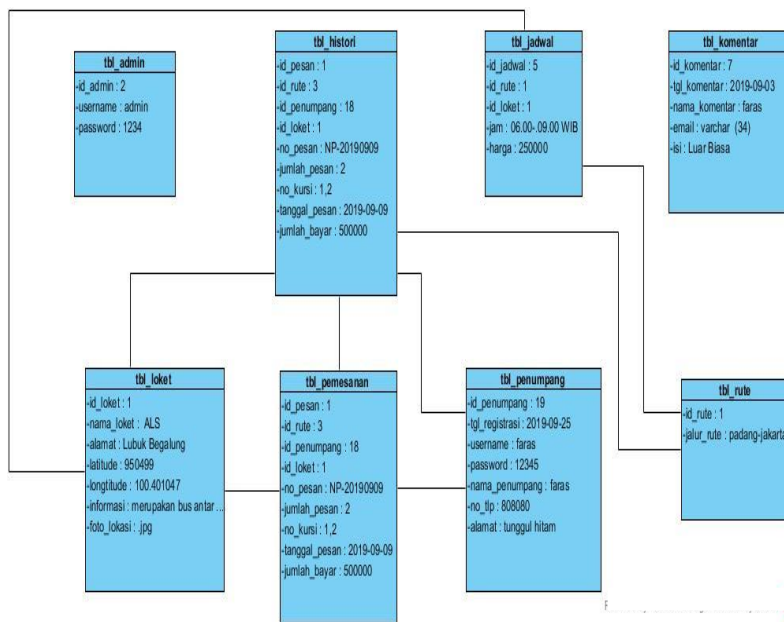 tbl_admin
-id_admin : 2
-username : admin
-password : 1234
tbl_histori
-id_pesan : 1
-id_rute : 3
-id_penumpang : 18
-id_loket : 1
-no_pesan : NP-20190909
-jumlah_pesan : 2
-no_kursi : 1,2
-tanggal_pesan : 2019-09-09
-jumlah_bayar : 500000
tbl_jadwal
-id_jadwal : 5
-id_rute : 1
-id_loket : 1
-jam : 06.00-.09.00 WIB
-harga : 250000
tbl_komentar
-id_komentar : 7
-tgl_komentar : 2019-09-03
-nama_komentar : faras
-email : varchar (34)
-isi : Luar Biasa
tbl_loket
-id_loket : 1
-nama_loket : ALS
-alamat : Lubuk Begalung
-latitude : 950499
-longtitude : 100.401047
-informasi : merupakan bus antar ...
-foto_lokasi : .jpg
tbl_pemesanan
-id_pesan : 1
-id_rute : 3
-id_penumpang : 18
-id_loket : 1
-no_pesan : NP-20190909
-jumlah_pesan : 2
-no_kursi : 1,2
-tanggal_pesan : 2019-09-09
-jumlah_bayar : 500000
tbl_penumpang
-id_penumpang : 19
-tgl_registrasi : 2019-09-25
-username : faras
-password : 12345
-nama_penumpang : faras
-no_tlp : 808080
-alamat : tunggul hitam
tbl_rute
-id_rute : 1
-jalur_rute : padang-jakarta